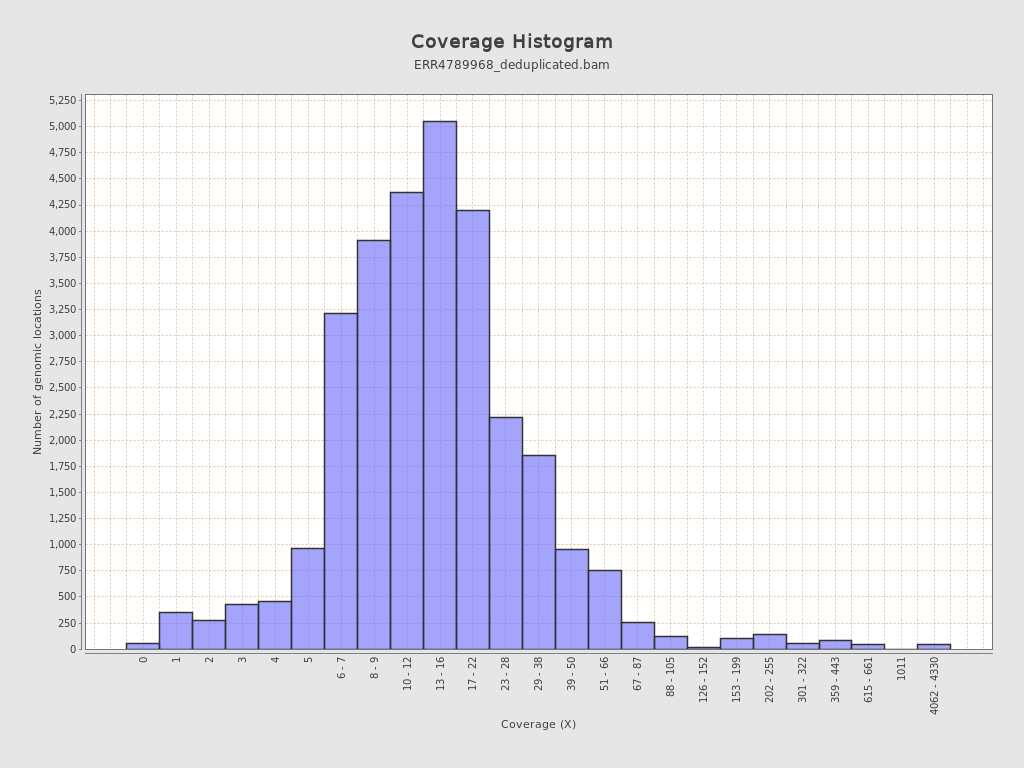 Coverage Histogram
ERR4789968_deduplicated.bam
Number of genomic locations
5,250
5,000
4,750
4,500
4,250
4,000
3,750
3,500
3,250
3,000
2,750
2,500
2,250
2,000
1,750
1,500
1,250
1,000
750
500
250
0
0
1
2
3
4
5
6 - 7
8 - 9
10 - 12
13 - 16
17 - 22
23 - 28
29 - 38
39 - 50
51 - 66
67 - 87
88 - 105
126 - 152
153 - 199
202 - 255
301 - 322
359 - 443
615 - 661
1011
4062 - 4330
Coverage (X)